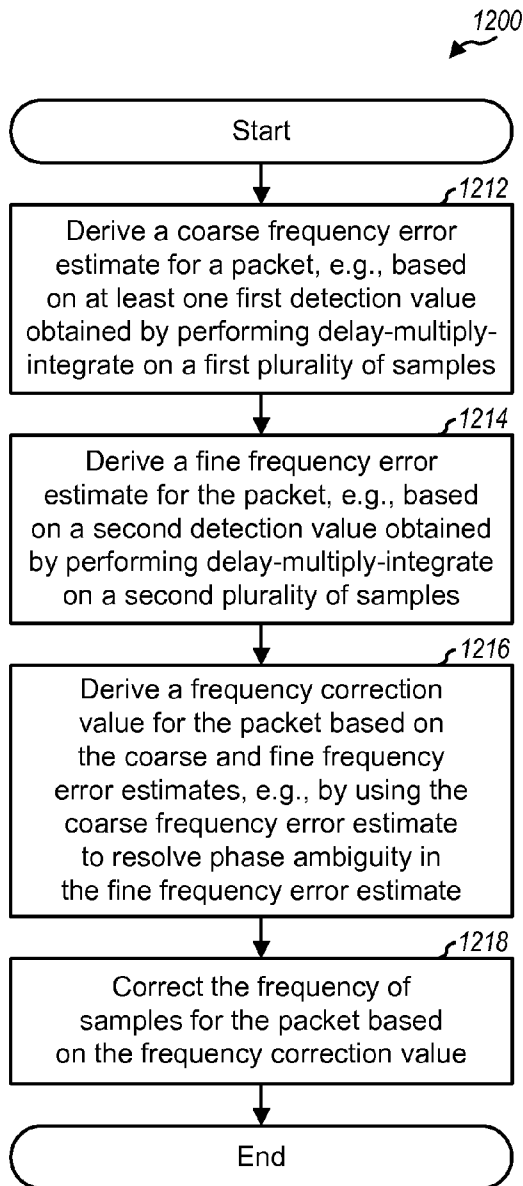 1200
Start
1212
Derive a coarse frequency error
estimate for a packet, e.g., based
on at least one first detection value
obtained by performing delay-multiply-
integrate on a first plurality of samples
1214
Derive a fine frequency error
estimate for the packet, e.g., based
on a second detection value obtained
by performing delay-multiply-integrate
on a second plurality of samples
1216
Derive a frequency correction
value for the packet based on
the coarse and fine frequency
error estimates, e.g., by using the
coarse frequency error estimate
to resolve phase ambiguity in
the fine frequency error estimate
1218
Correct the frequency of
samples for the packet based
on the frequency correction value
End